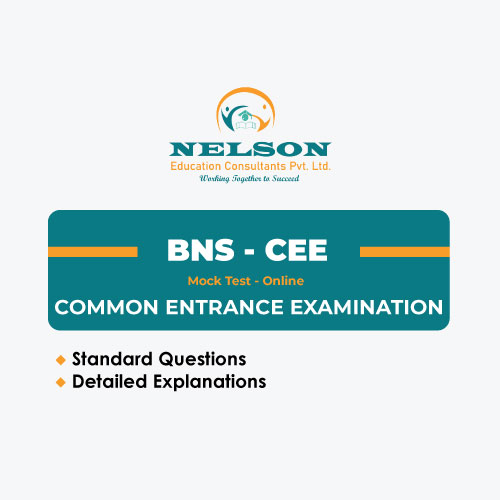 NELSON
Education Consultants Pvt. Ltd.
Working Together to Succeed
BNS - CEE
Mock Test - Online
COMMON ENTRANCE EXAMINATION
Standard Questions
Detailed Explanations